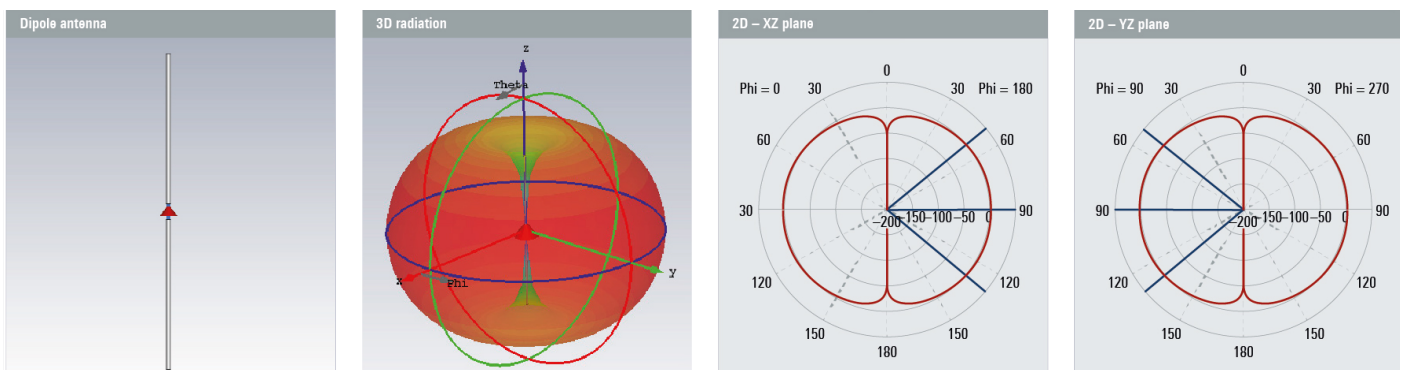 Dipole antenna
3D radiation
z
Theta
x
Phi
y
2D – XZ plane
0
Phi = 0 30 30 Phi = 180
60 60
30 –200 –150 –100 –50 0 90
120 120
150 150
180
2D – YZ plane
0
Phi = 90 30 30 Phi = 270
60 60
90 –200 –150 –100 –50 0 90
120 120
150 150
180